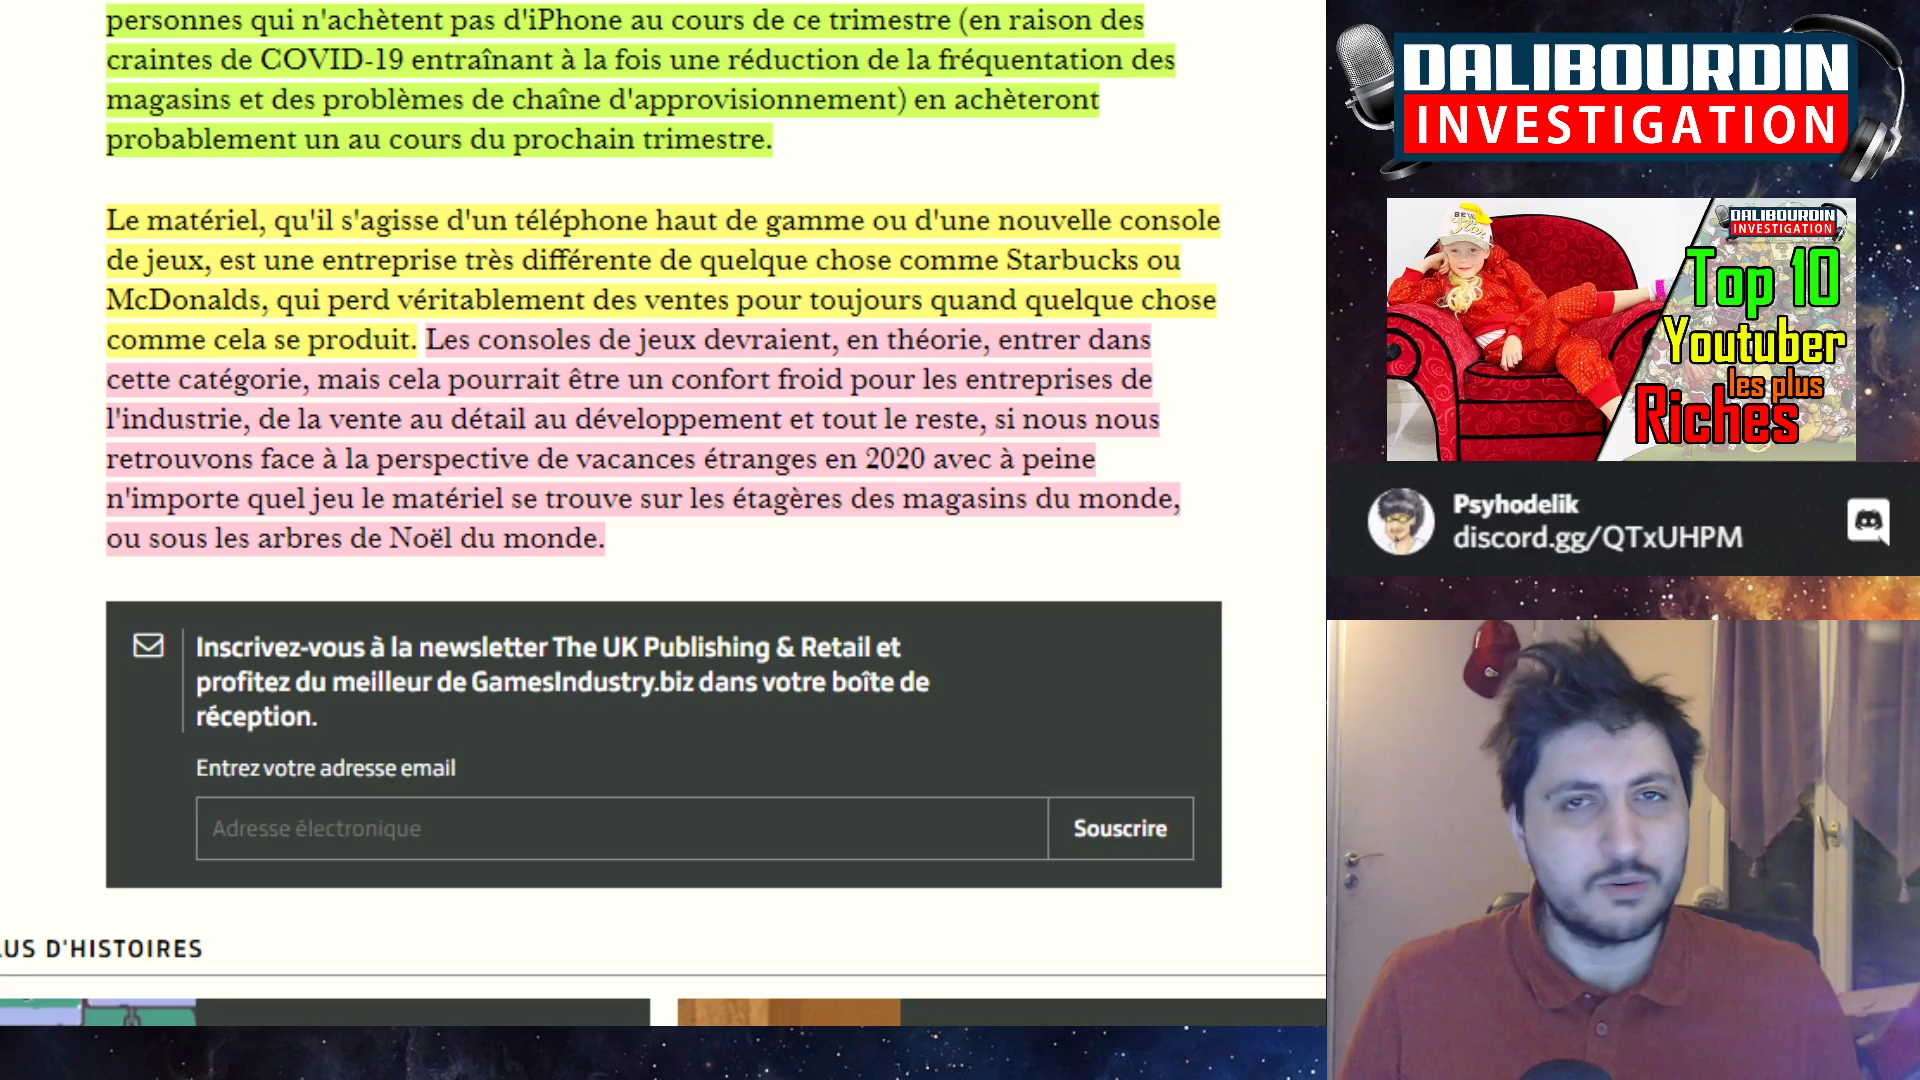 personnes qui n'achètent pas d'iPhone au cours de ce trimestre (en raison des
craintes de COVID-19 entraînant à la fois une réduction de la fréquentation des
magasins et des problèmes de chaîne d'approvisionnement) en achèteront
probablement un au cours du prochain trimestre.
Le matériel, qu'il s'agisse d'un téléphone haut de gamme ou d'une nouvelle console
de jeux, est une entreprise très différente de quelque chose comme Starbucks ou
McDonalds, qui perd véritablement des ventes pour toujours quand quelque chose
comme cela se produit. Les consoles de jeux devraient, en théorie, entrer dans
cette catégorie, mais cela pourrait être un confort froid pour les entreprises de
l'industrie, de la vente au détail au développement et tout le reste, si nous nous
retrouvons face à la perspective de vacances étranges en 2020 avec à peine
n'importe quel jeu le matériel se trouve sur les étagères des magasins du monde,
ou sous les arbres de Noël du monde.
Inscrivez-vous à la newsletter The UK Publishing & Retail et
profitez du meilleur de GamesIndustry.biz dans votre boîte de
réception.
Entrez votre adresse email
Adresse électronique
Souscrire
LUS D'HISTOIRES
DALIBOURDIN
INVESTIGATION
BE
DALIBOURDIN
INVESTIGATION
Top 10
Youtuber
les plus
Riches
Psyhodelik
discord.gg/QTxUHPM